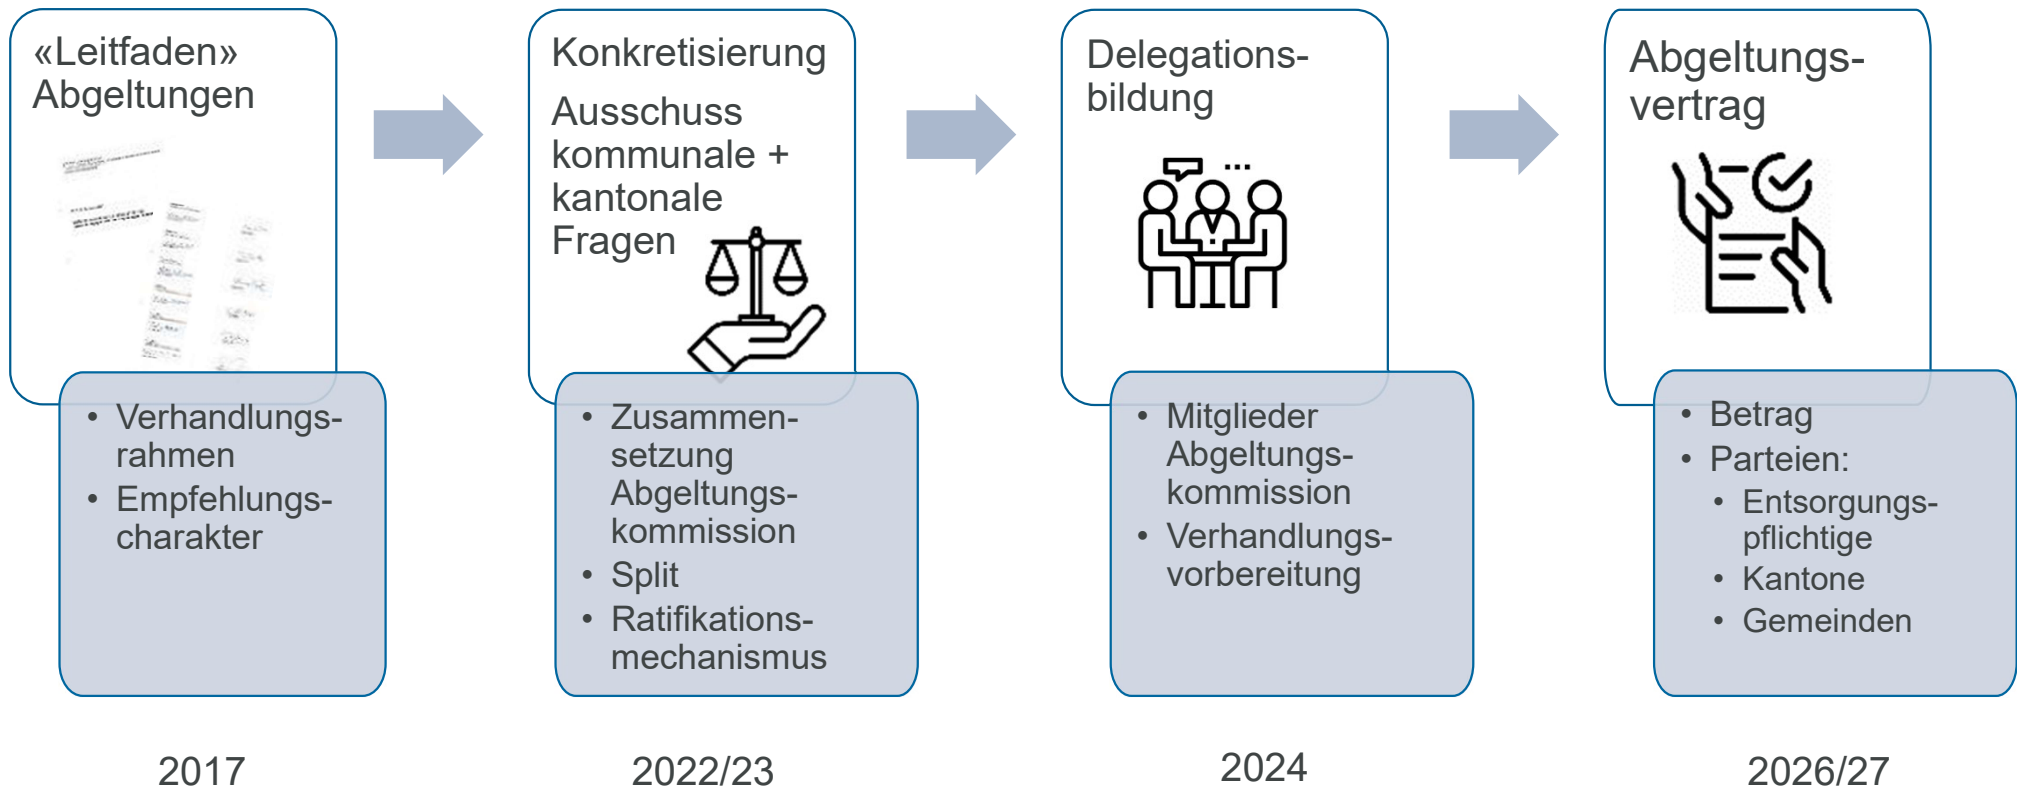 «Leitfaden»
Abgeltungen
Verhandlungs-
rahmen
Empfehlungs-
charakter
2017
Konkretisierung
Ausschuss
kommunale +
kantonale
Fragen
Zusammen-
setzung
Abgeltungs-
kommission
Split
Ratifikations-
mechanismus
2022/23
Delegations-
bildung
Mitglieder
Abgeltungs-
kommission
Verhandlungs-
vorbereitung
2024
Abgeltungs-
vertrag
Betrag
Parteien:
Entsorgungs-
pflichtige
Kantone
Gemeinden
2026/27